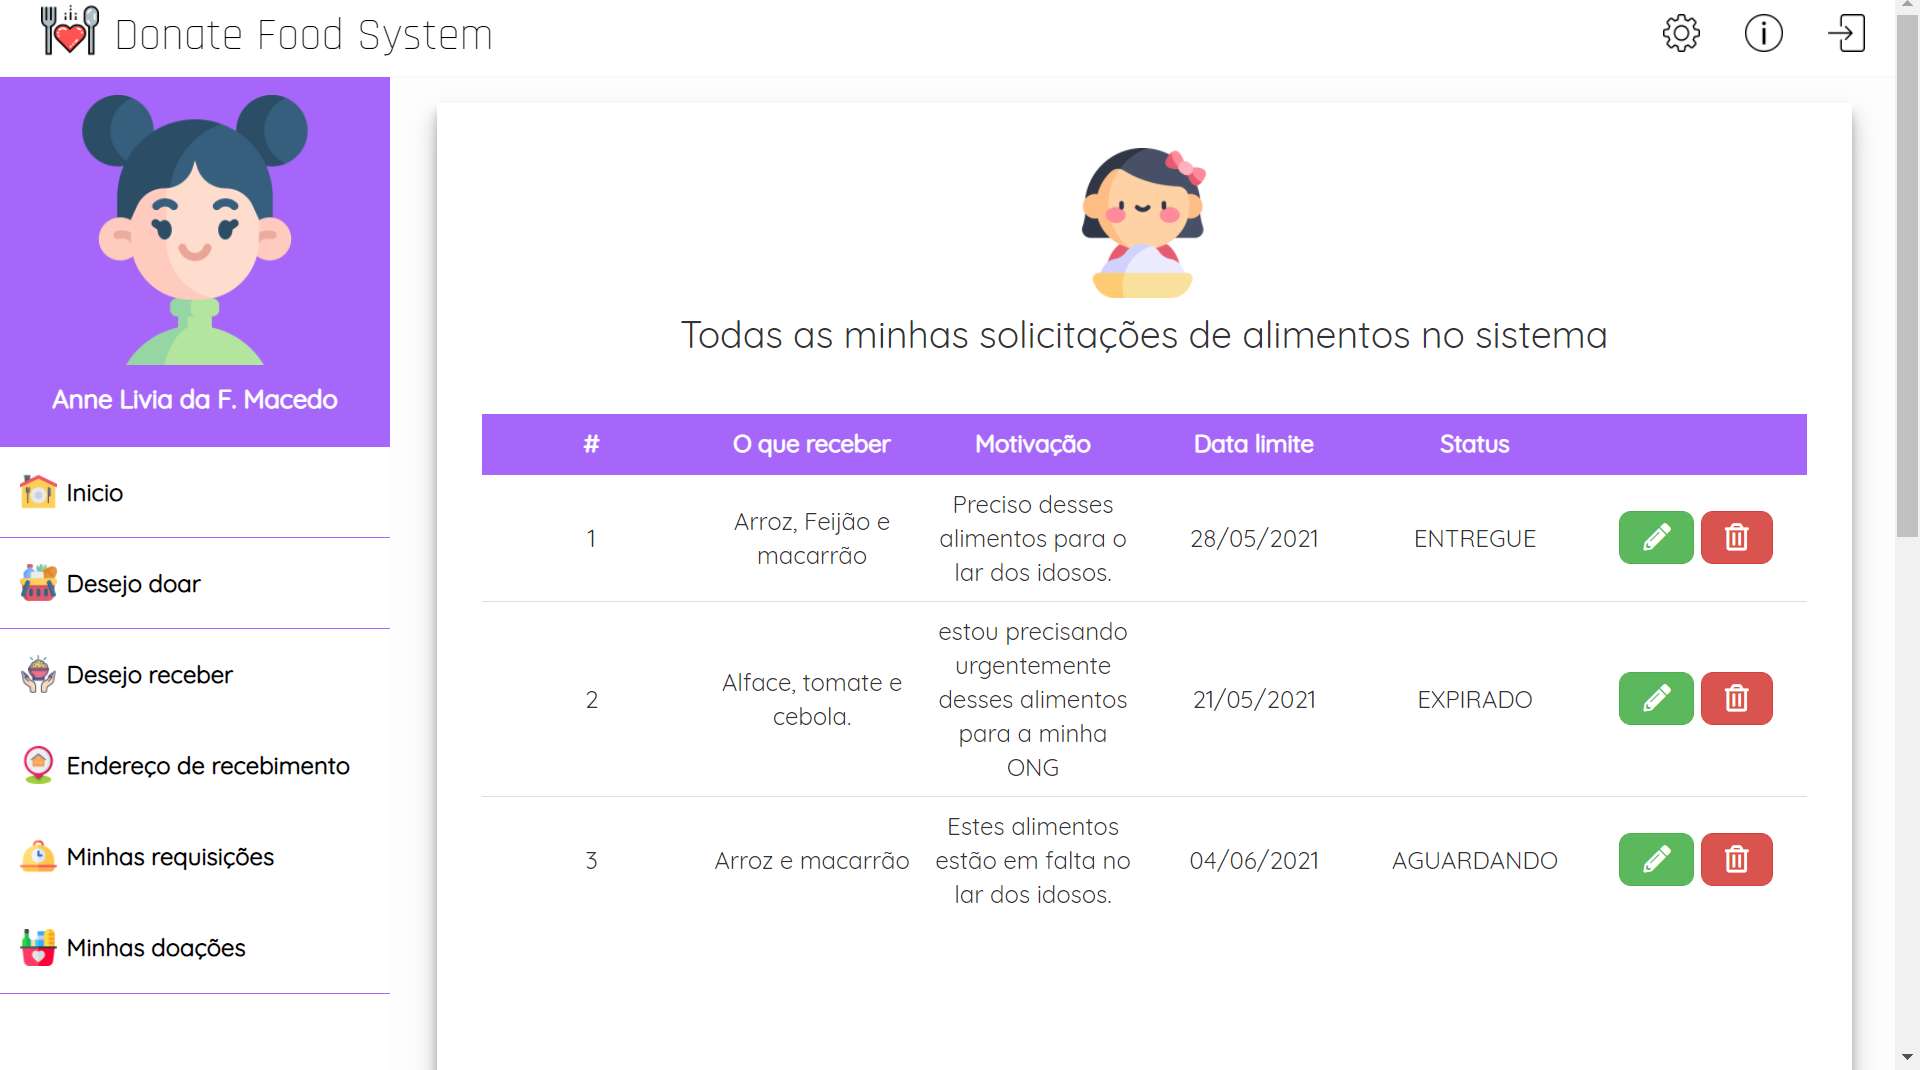 Donate Food System
Anne Livia da F. Macedo
Inicio
Desejo doar
Desejo receber
Endereço de recebimento
Minhas requisições
Minhas doações
Todas as minhas solicitações de alimentos no sistema
# O que receber Motivação Data limite Status
1
Arroz, Feijão e
macarrão
Preciso desses
alimentos para o
lar dos idosos.
28/05/2021
ENTREGUE
2
Alface, tomate e
cebola.
estou precisando
urgentemente
desses alimentos
para a minha
ONG
21/05/2021
EXPIRADO
3
Arroz e macarrão
Estes alimentos
estão em falta no
lar dos idosos.
04/06/2021
AGUARDANDO